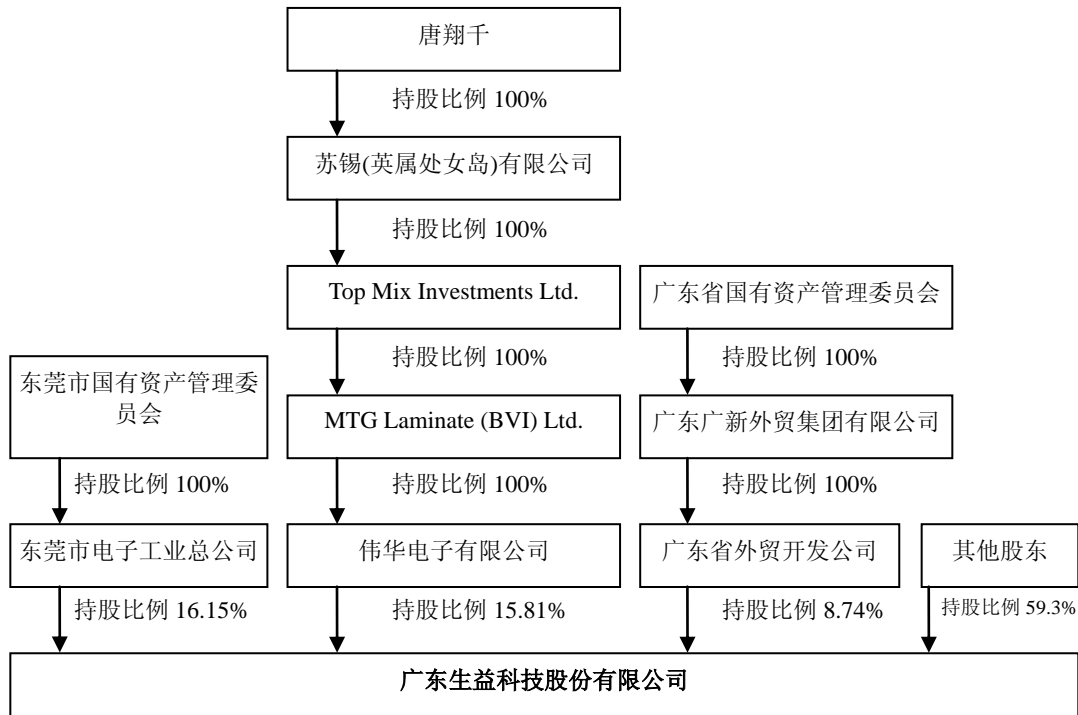 唐翔千
持股比例 100%
苏锡(英属处女岛)有限公司
持股比例 100%
Top Mix Investments Ltd.
广东省国有资产管理委员会
持股比例 100%
持股比例 100%
东莞市国有资产管理委
员会
MTG Laminate (BVI) Ltd.
广东广新外贸集团有限公司
持股比例 100%
持股比例 100%
持股比例 100%
东莞市电子工业总公司
伟华电子有限公司
广东省外贸开发公司
其他股东
持股比例 16.15%
持股比例 15.81%
持股比例 8.74%
持股比例 59.3%
广东生益科技股份有限公司